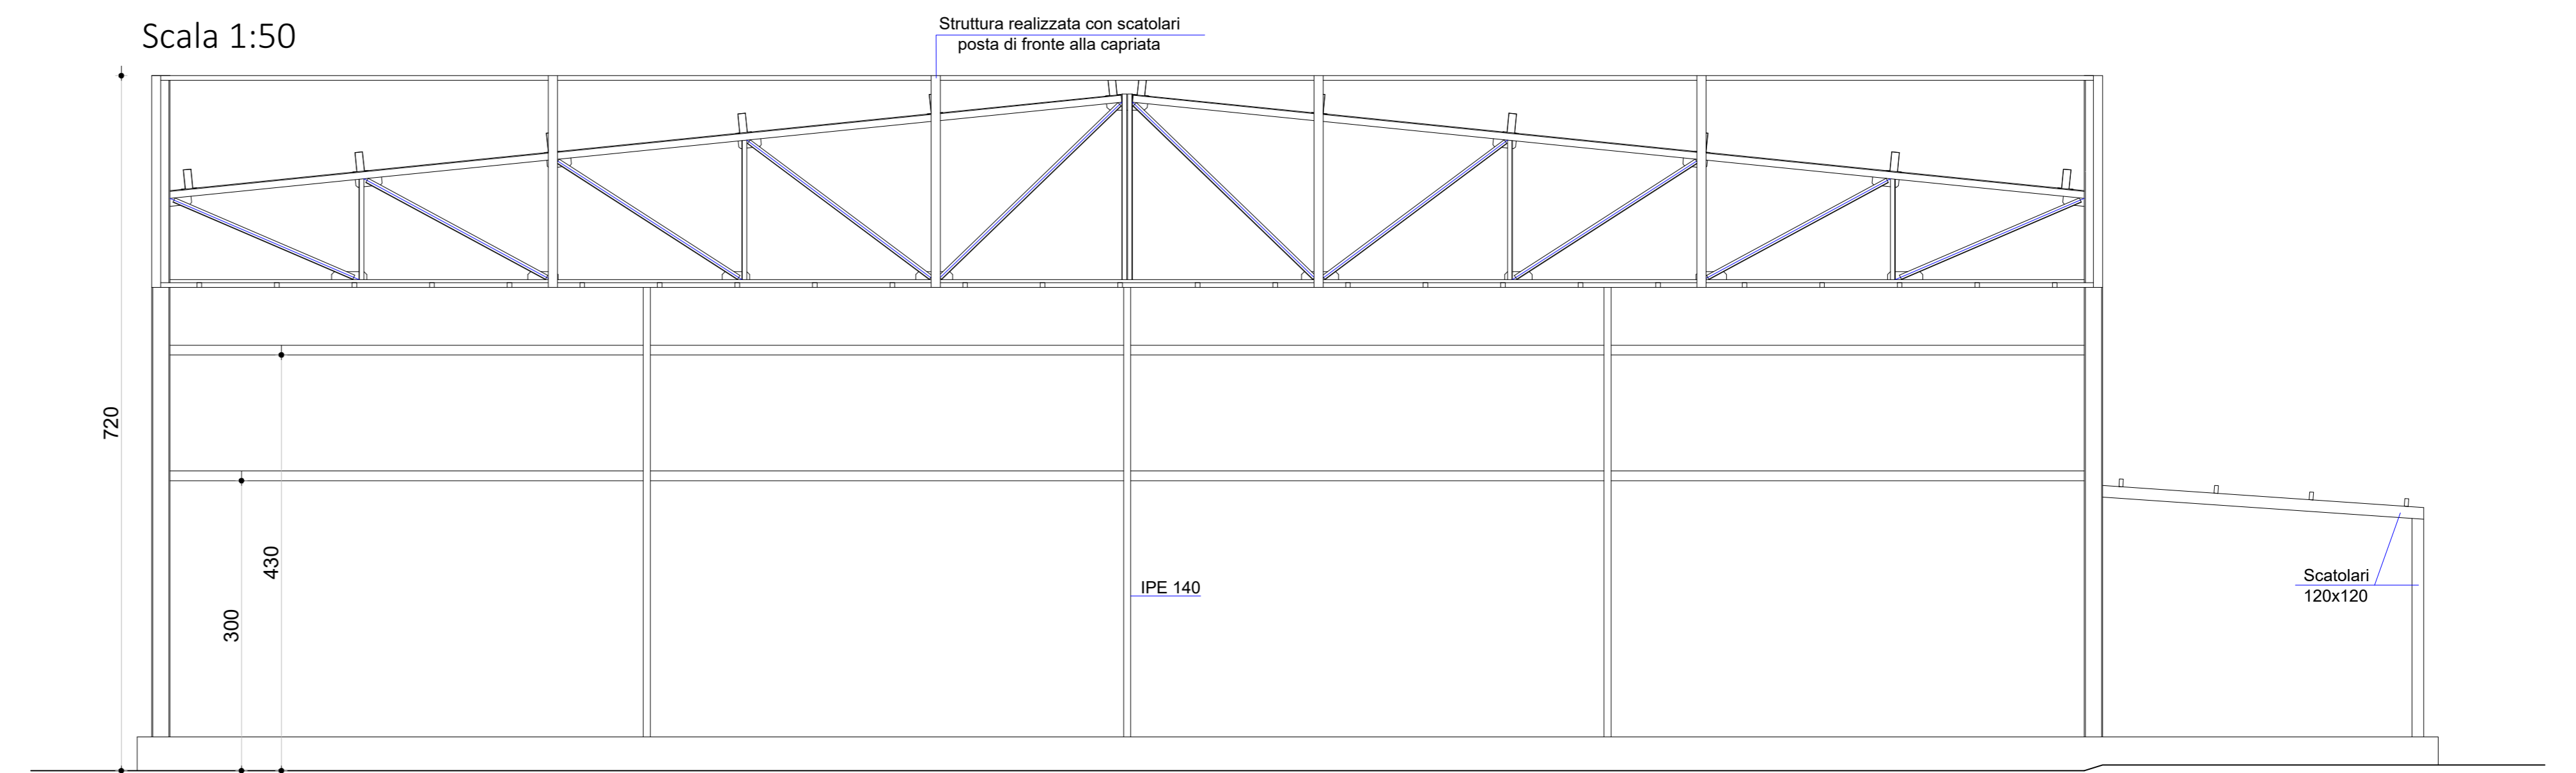 Scala 1:50
Struttura realizzata con scatolari
posta di fronte alla capriata
720
430
300
IPE 140
Scatolari
120x120